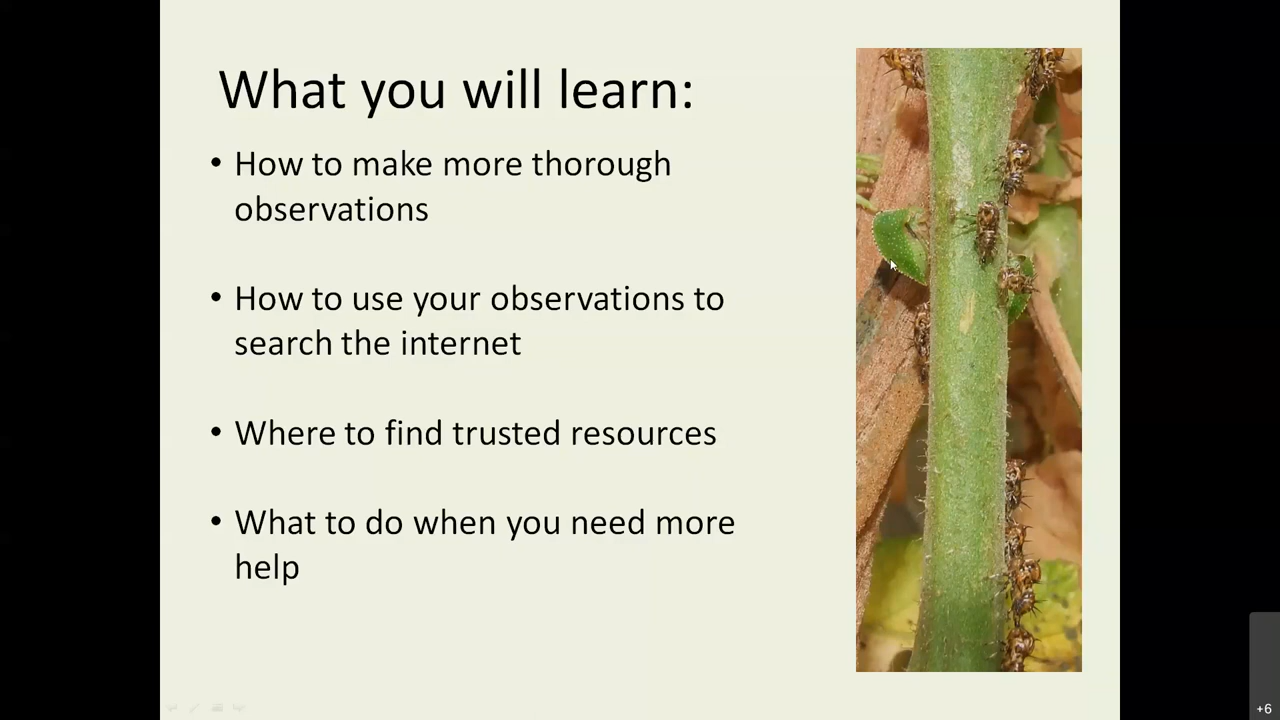 What you will learn:
• How to make more thorough
observations
• How to use your observations to
search the internet
• Where to find trusted resources
• What to do when you need more
help
+6